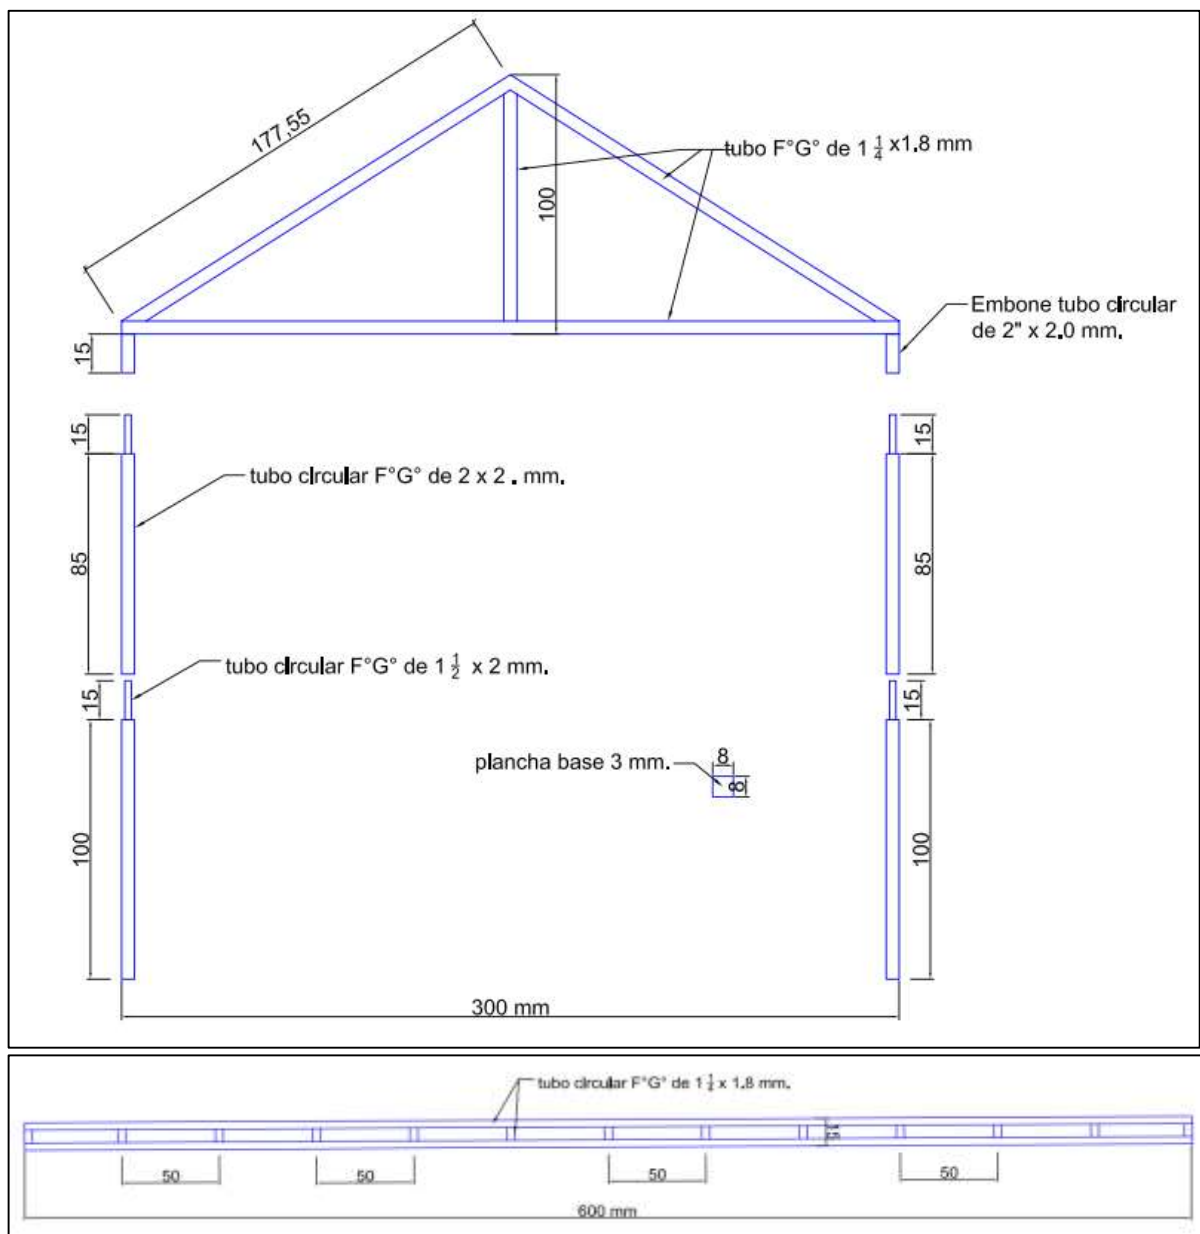 177,55
tubo F°G° de 1 1/4 x1.8 mm
100
Embone tubo circular
de 2" x 2.0 mm.
15
15
15
tubo circular F°G° de 2 x 2 . mm.
85
85
tubo circular F°G° de 1 1/2 x 2 mm.
15
15
plancha base 3 mm.
8
8
100
100
300 mm
tubo circular F°G° de 1 1/4 x 1.8 mm.
15
50
50
50
50
600 mm